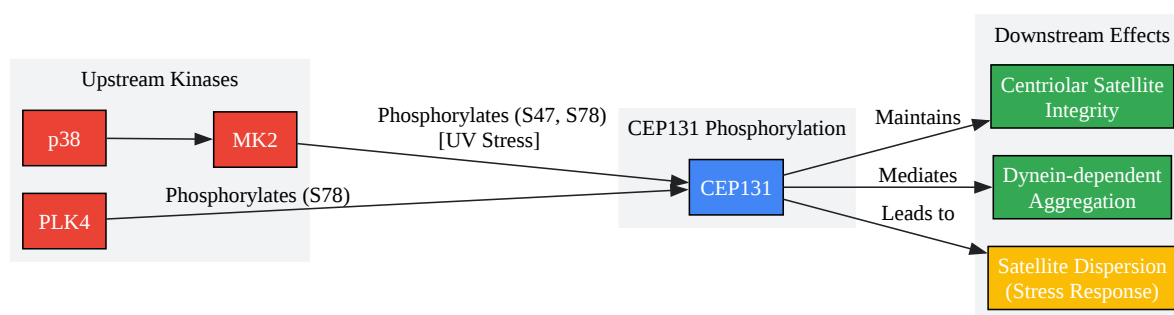 Upstream Kinases
p38
MK2
PLK4
Phosphorylates (S47, S78)
[UV Stress]
Phosphorylates (S78)
CEP131 Phosphorylation
CEP131
Maintains
Mediates
Leads to
Downstream Effects
Centriolar Satellite
Integrity
Dynein-dependent
Aggregation
Satellite Dispersion
(Stress Response)